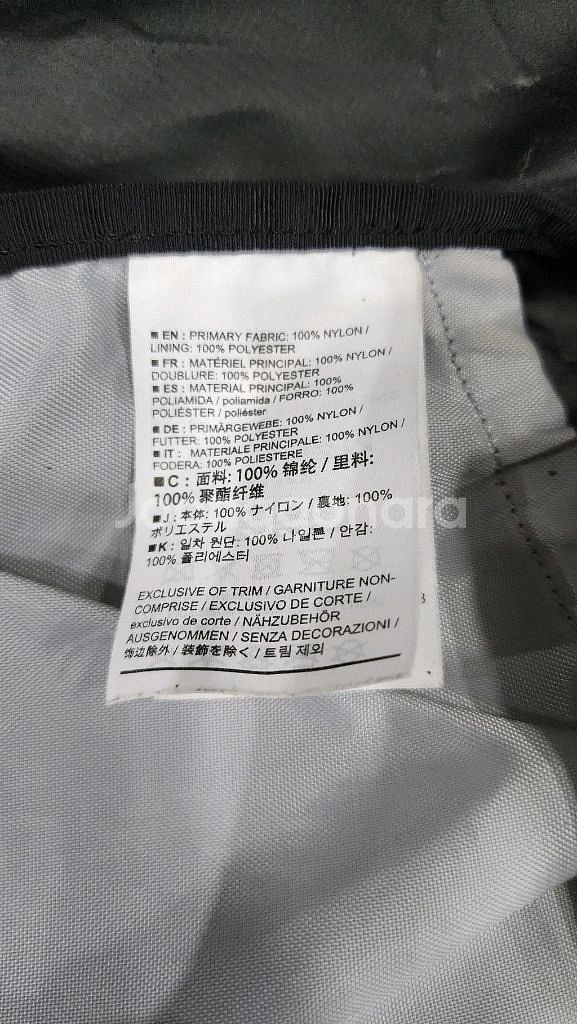 ■ EN : PRIMARY FABRIC: 100% NYLON /
LINING: 100% POLYESTER
■ FR : MATÉRIEL PRINCIPAL: 100% NYLON /
DOUBLURE: 100% POLYESTER
■ ES : MATERIAL PRINCIPAL: 100%
POLIAMIDA / poliamida / FORRO: 100%
POLIÉSTER / poliéster
■ DE : PRIMÄRGEWEBE: 100% NYLON /
FUTTER: 100% POLYESTER
■ IT : MATERIALE PRINCIPALE: 100% NYLON /
FODERA: 100% POLIESTERE
■ C : 面料: 100% 锦纶 / 里料:
100% 聚酯纤维
■ J : 本体: 100% ナイロン / 裏地: 100%
ポリエステル
■ K : 일차 원단: 100% 나일론 / 안감:
100% 폴리에스터
EXCLUSIVE OF TRIM / GARNITURE NON-
COMPRISE / EXCLUSIVO DE CORTE /
exclusivo de corte / NÄHZUBEHÖR
AUSGENOMMEN / SENZA DECORAZIONI /
饰边除外 / 装飾を除く / 트림 제외